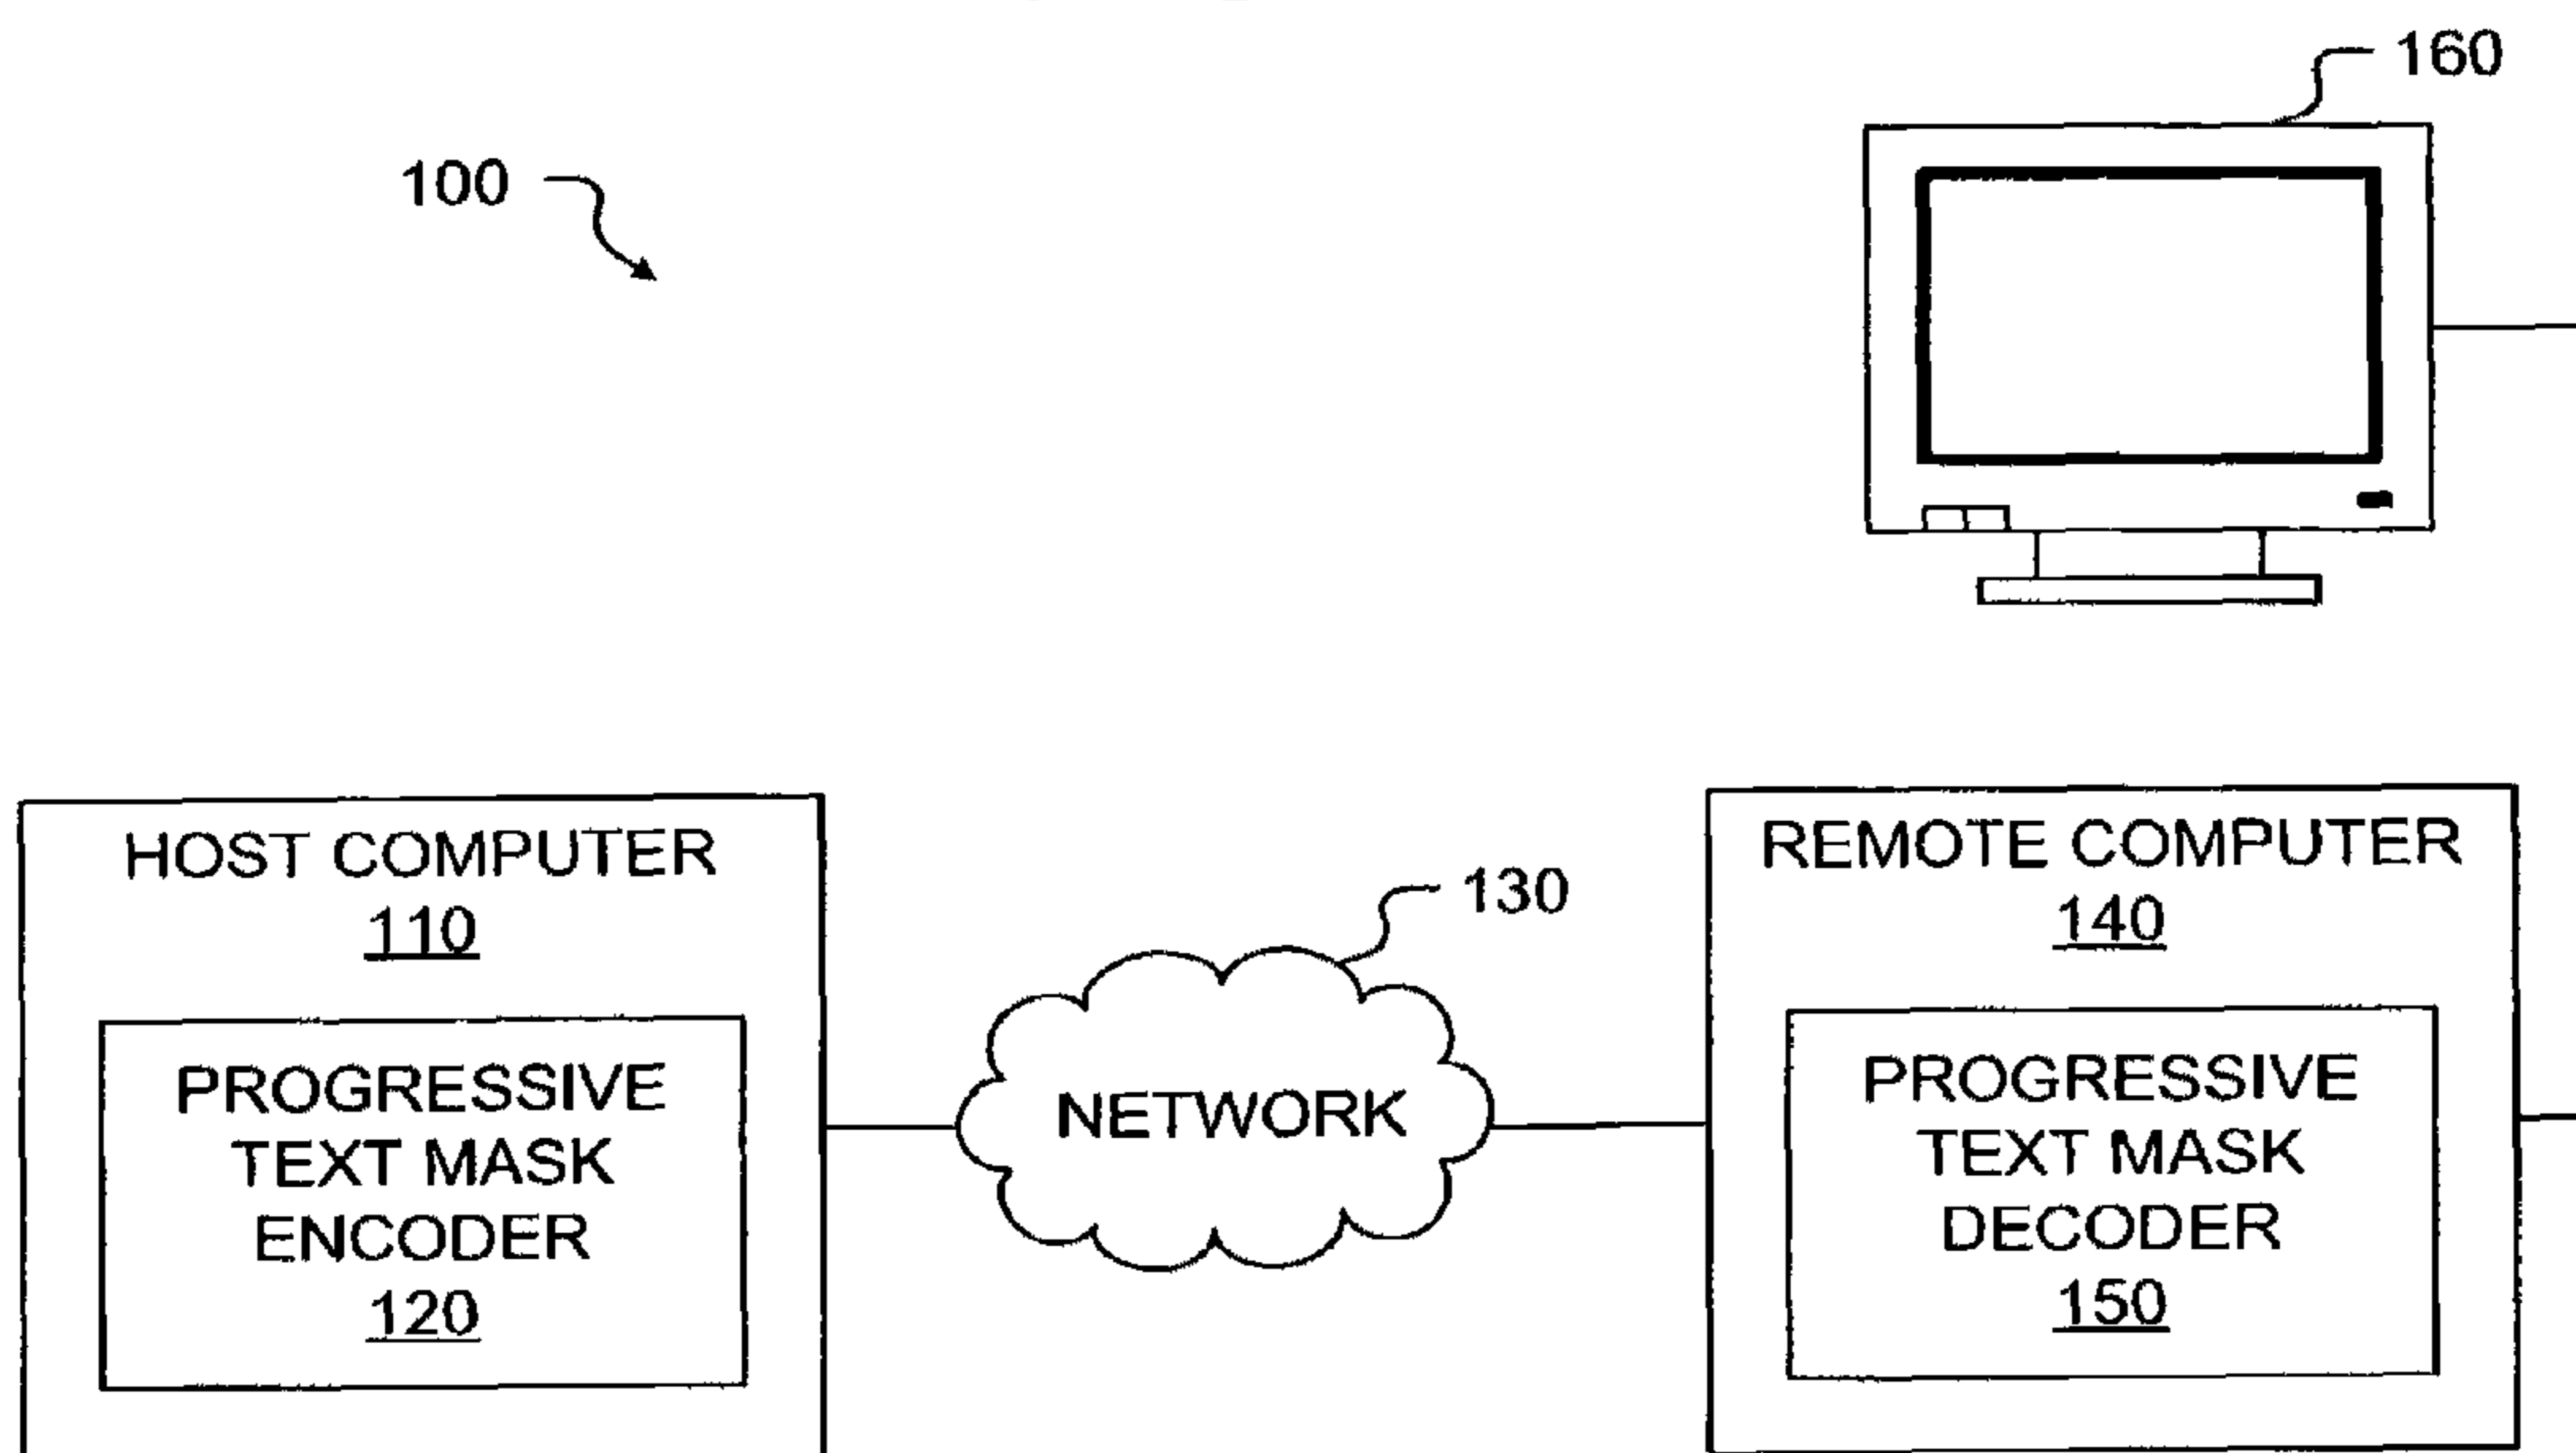 160
100
HOST COMPUTER
110
PROGRESSIVE
TEXT MASK
ENCODER
120
130
NETWORK
REMOTE COMPUTER
140
PROGRESSIVE
TEXT MASK
DECODER
150